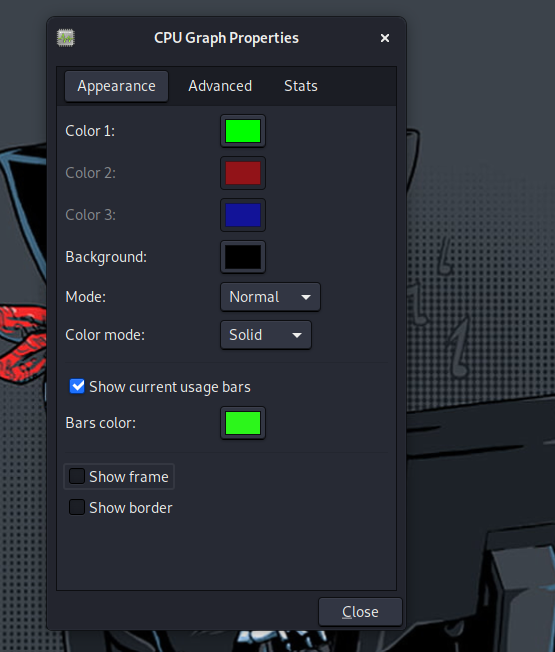 CPU Graph Properties
Appearance Advanced Stats
Color 1:
Color 2:
Color 3:
Background:
Mode: Normal
Color mode: Solid
Show current usage bars
Bars color:
Show frame
Show border
Close